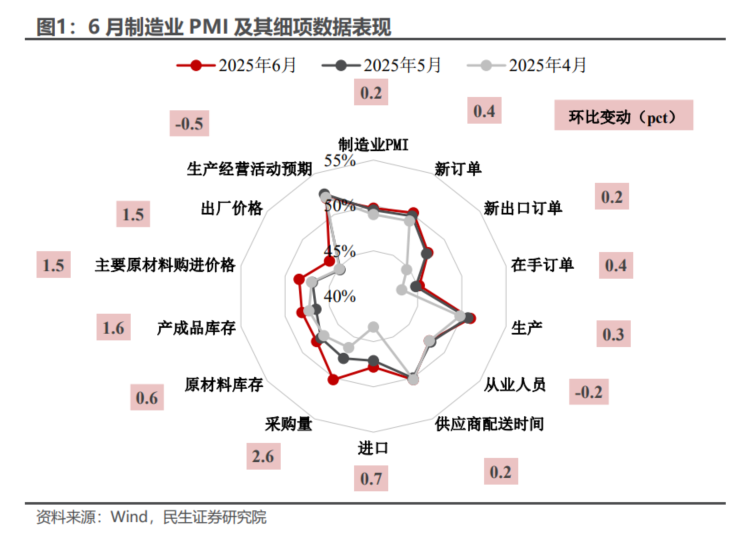 图1：6 月制造业 PMI 及其细项数据表现
2025年6月 2025年5月 2025年4月
环比变动（pct）
0.2
制造业PMI
0.4
新订单
0.2
新出口订单
0.4
在手订单
0.3
生产
-0.2
从业人员
0.2
供应商配送时间
0.7
进口
2.6
采购量
0.6
原材料库存
1.6
产成品库存
1.5
主要原材料购进价格
1.5
出厂价格
-0.5
生产经营活动预期
55%
50%
45%
40%
资料来源：Wind，民生证券研究院